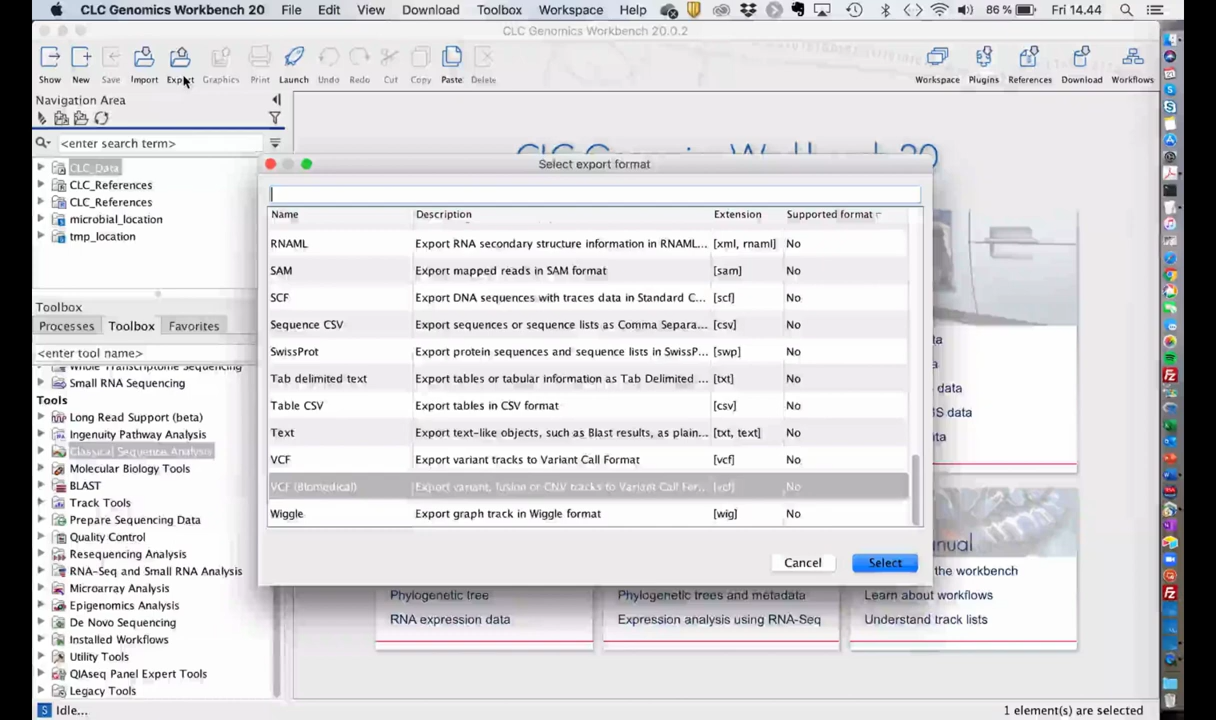 CLC Genomics Workbench 20 File Edit View Download Toolbox Workspace Help 86 % Fri 14.44
CLC Genomics Workbench 20.0.2
Show New Save Import Export Graphics Print Launch Undo Redo Cut Copy Paste Delete Workspace Plugins References Download Workflows
Navigation Area
<enter search term>
CLC_Data
CLC_References
CLC_References
microbial_location
tmp_location
Toolbox
Processes Toolbox Favorites
<enter tool name>
Whole Transcriptome Sequencing
Small RNA Sequencing
Tools
Long Read Support (beta)
Ingenuity Pathway Analysis
Classical Sequence Analysis
Molecular Biology Tools
BLAST
Track Tools
Prepare Sequencing Data
Quality Control
Resequencing Analysis
RNA-Seq and Small RNA Analysis
Microarray Analysis
Epigenomics Analysis
De Novo Sequencing
Installed Workflows
Utility Tools
QIAseq Panel Expert Tools
Legacy Tools
Idle...
CLC Genomics Workbench 20
Select export format
Name Description Extension Supported format
RNAML Export RNA secondary structure information in RNAML... [xml, rnaml] No
SAM Export mapped reads in SAM format [sam] No
SCF Export DNA sequences with traces data in Standard C... [scf] No
Sequence CSV Export sequences or sequence lists as Comma Separa... [csv] No
SwissProt Export protein sequences and sequence lists in SwissP... [swp] No
Tab delimited text Export tables or tabular information as Tab Delimited ... [txt] No
Table CSV Export tables in CSV format [csv] No
Text Export text-like objects, such as Blast results, as plain... [txt, text] No
VCF Export variant tracks to Variant Call Format [vcf] No
VCF (Biomedical) Export variant, fusion or CNV tracks to Variant Call For... [vcf] No
Wiggle Export graph track in Wiggle format [wig] No
Cancel Select
data
S data
anual
the workbench
Phylogenetic tree Phylogenetic trees and metadata Learn about workflows
RNA expression data Expression analysis using RNA-Seq Understand track lists
1 element(s) are selected